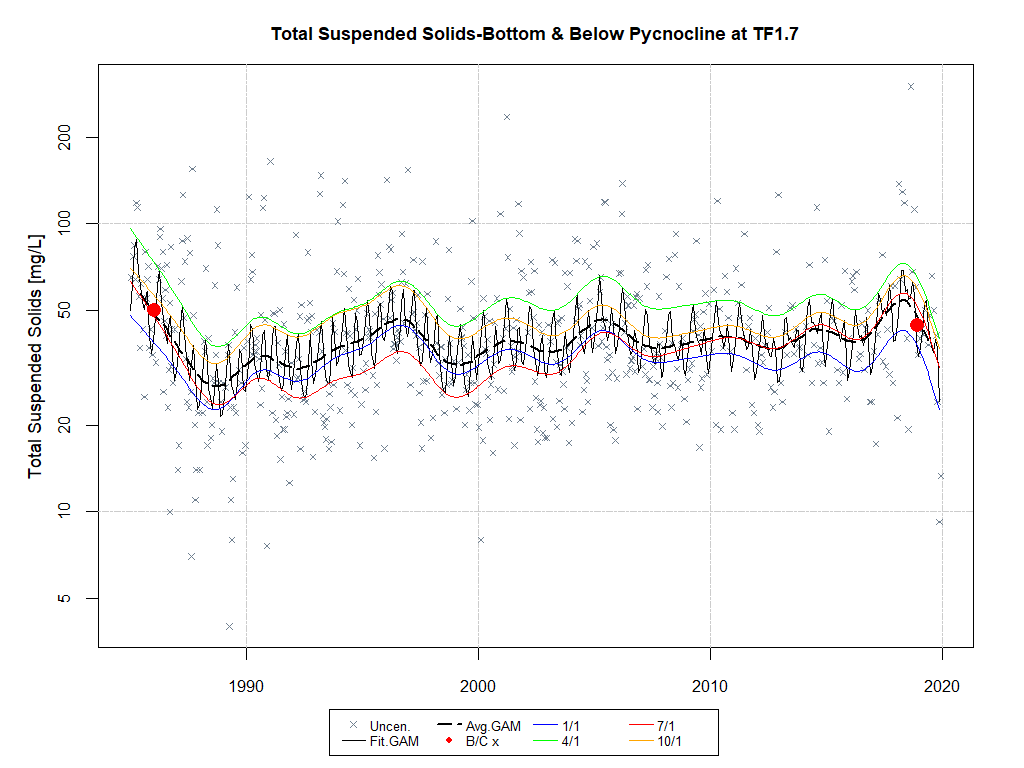 Total Suspended Solids-Bottom & Below Pycnocline at TF1.7
Total Suspended Solids [mg/L]
200
100
50
20
10
5
1990 2000 2010 2020
Uncen. Avg.GAM 1/1 7/1
Fit.GAM B/C x 4/1 10/1